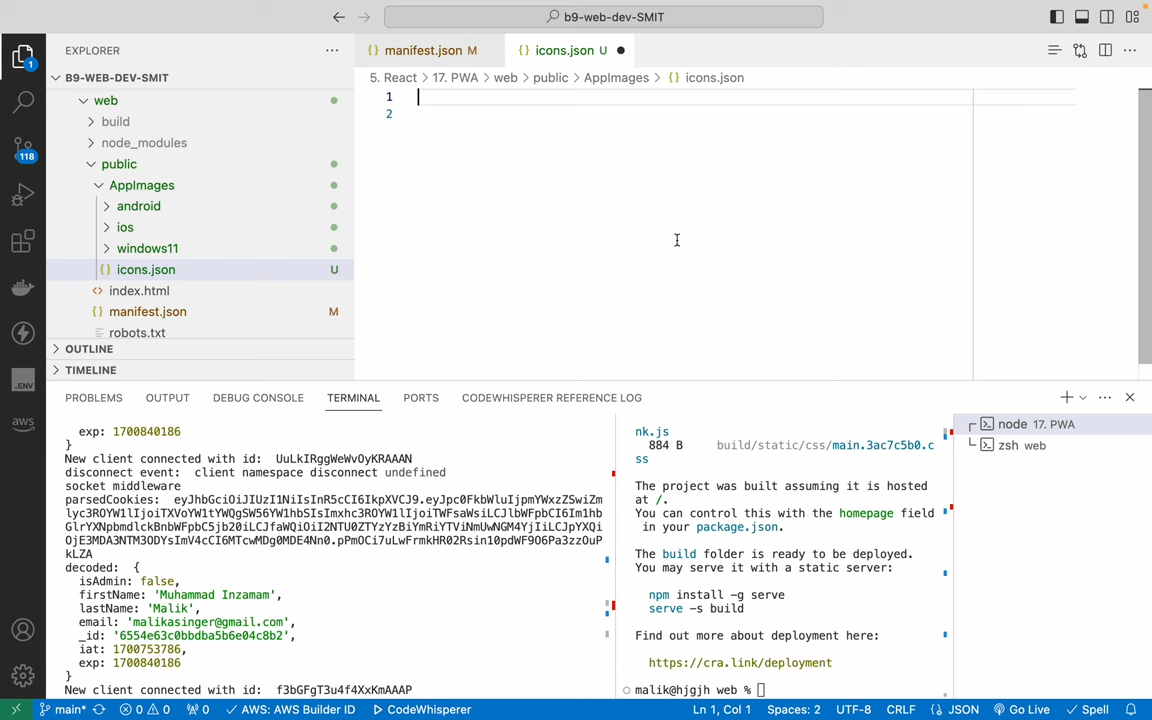 b9-web-dev-SMIT
EXPLORER
manifest.json M
icons.json U
B9-WEB-DEV-SMIT
5. React > 17. PWA > web > public > AppImages > {} icons.json
web
build
node_modules
public
AppImages
android
ios
windows11
{} icons.json U
<> index.html
{} manifest.json M
robots.txt
OUTLINE
TIMELINE
1
2
1
118
.ENV
aws
PROBLEMS OUTPUT DEBUG CONSOLE TERMINAL PORTS CODEWHISPERER REFERENCE LOG
exp: 1700840186
}
New client connected with id: UuLkIRggWeWvOyKRAAAN
disconnect event: client namespace disconnect undefined
socket middleware
parsedCookies: eyJhbGciOiJIUzI1NiIsInR5cCI6IkpXVCJ9.eyJpc0FkbWluIjpmYWxzZSwiZm
lyc3ROYW1lIjoiTXVoYW1tYWQgSW56YW1hbSIsImxhc3ROYW1lIjoiTWFsaWsiLCJlbWFpbCI6Im1hb
GlrYXNpbmdlckBnbWFpbC5jb20iLCJfaWQiOiI2NTU0ZTYzYzBiYmRiYTViNmUwNGM4YjIiLCJpYXQi
OjE3MDA3NTM3ODYsImV4cCI6MTcwMDg0MDE4Nn0.pPmOCi7uLwFrmkHR02Rsin10pdWF9O6Pa3zzOuP
kLZA
decoded: {
isAdmin: false,
firstName: 'Muhammad Inzamam',
lastName: 'Malik',
email: 'malikasinger@gmail.com',
_id: '6554e63c0bbdba5b6e04c8b2',
iat: 1700753786,
exp: 1700840186
}
New client connected with id: f3bGFgT3u4f4XxKmAAAP
nk.js
884 B build/static/css/main.3ac7c5b0.c
ss
The project was built assuming it is hosted
at /.
You can control this with the homepage field
in your package.json.
The build folder is ready to be deployed.
You may serve it with a static server:
npm install -g serve
serve -s build
Find out more about deployment here:
https://cra.link/deployment
malik@hjgjh web %
node 17. PWA
zsh web
main* 0 0 0 AWS: AWS Builder ID CodeWhisperer Ln 1, Col 1 Spaces: 2 UTF-8 CRLF {} JSON Go Live Spell